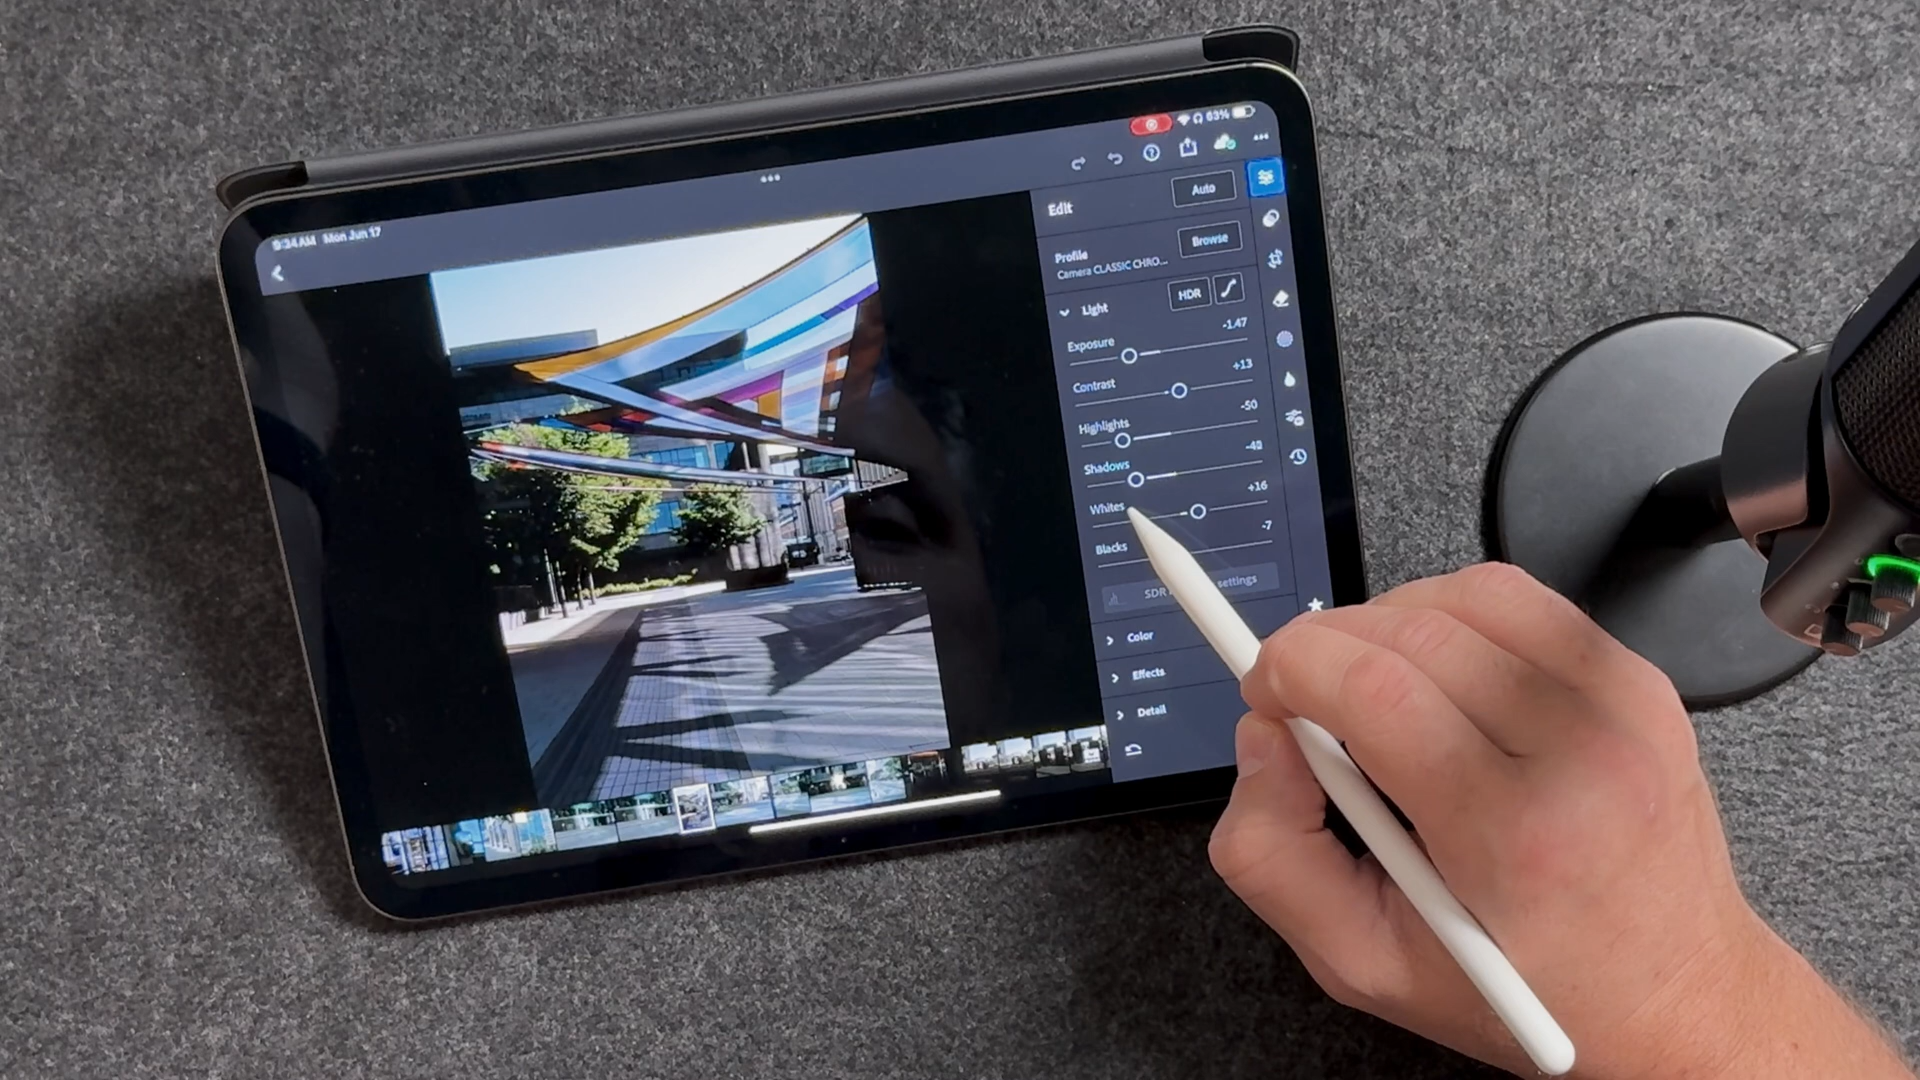 9:34 AM Mon Jun 17
63%
Edit
Auto
Profile
Camera CLASSIC CHRO...
Browse
Light
HDR
Exposure
-1.47
Contrast
+13
Highlights
-50
Shadows
Whites
+16
Blacks
-7
SDR
settings
Color
Effects
Detail